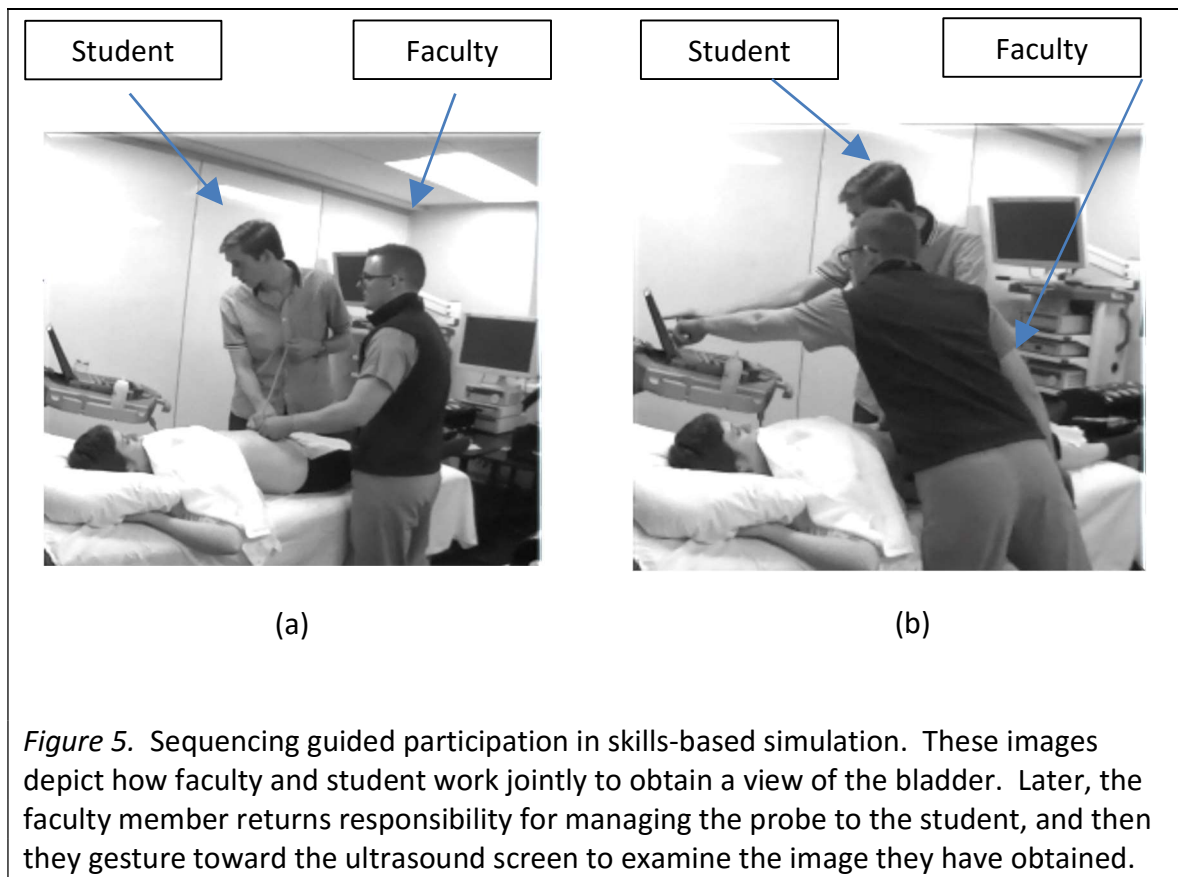 Student
Faculty
Student
Faculty
(a)
(b)
Figure 5. Sequencing guided participation in skills-based simulation. These images
depict how faculty and student work jointly to obtain a view of the bladder. Later, the
faculty member returns responsibility for managing the probe to the student, and then
they gesture toward the ultrasound screen to examine the image they have obtained.